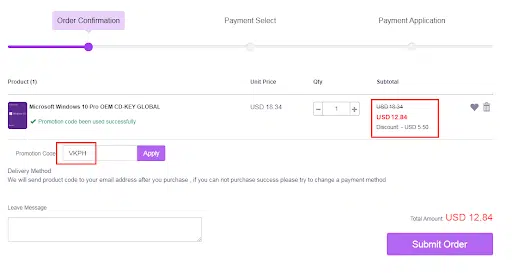 Order Confirmation
Payment Select
Payment Application
Product (1)
Unit Price
Qty
Subtotal
Microsoft Windows 10 Pro OEM CD-KEY GLOBAL
Promotion code been used successfully
USD 18.34
− 1 +
USD 18.34
USD 12.84
Discount: - USD 5.50
Promotion Code: VKPH Apply
Delivery Method
We will send product code to your email address after you purchase , if you can not purchase success please try to change a payment method
Leave Message
Total Amount: USD 12.84
Submit Order